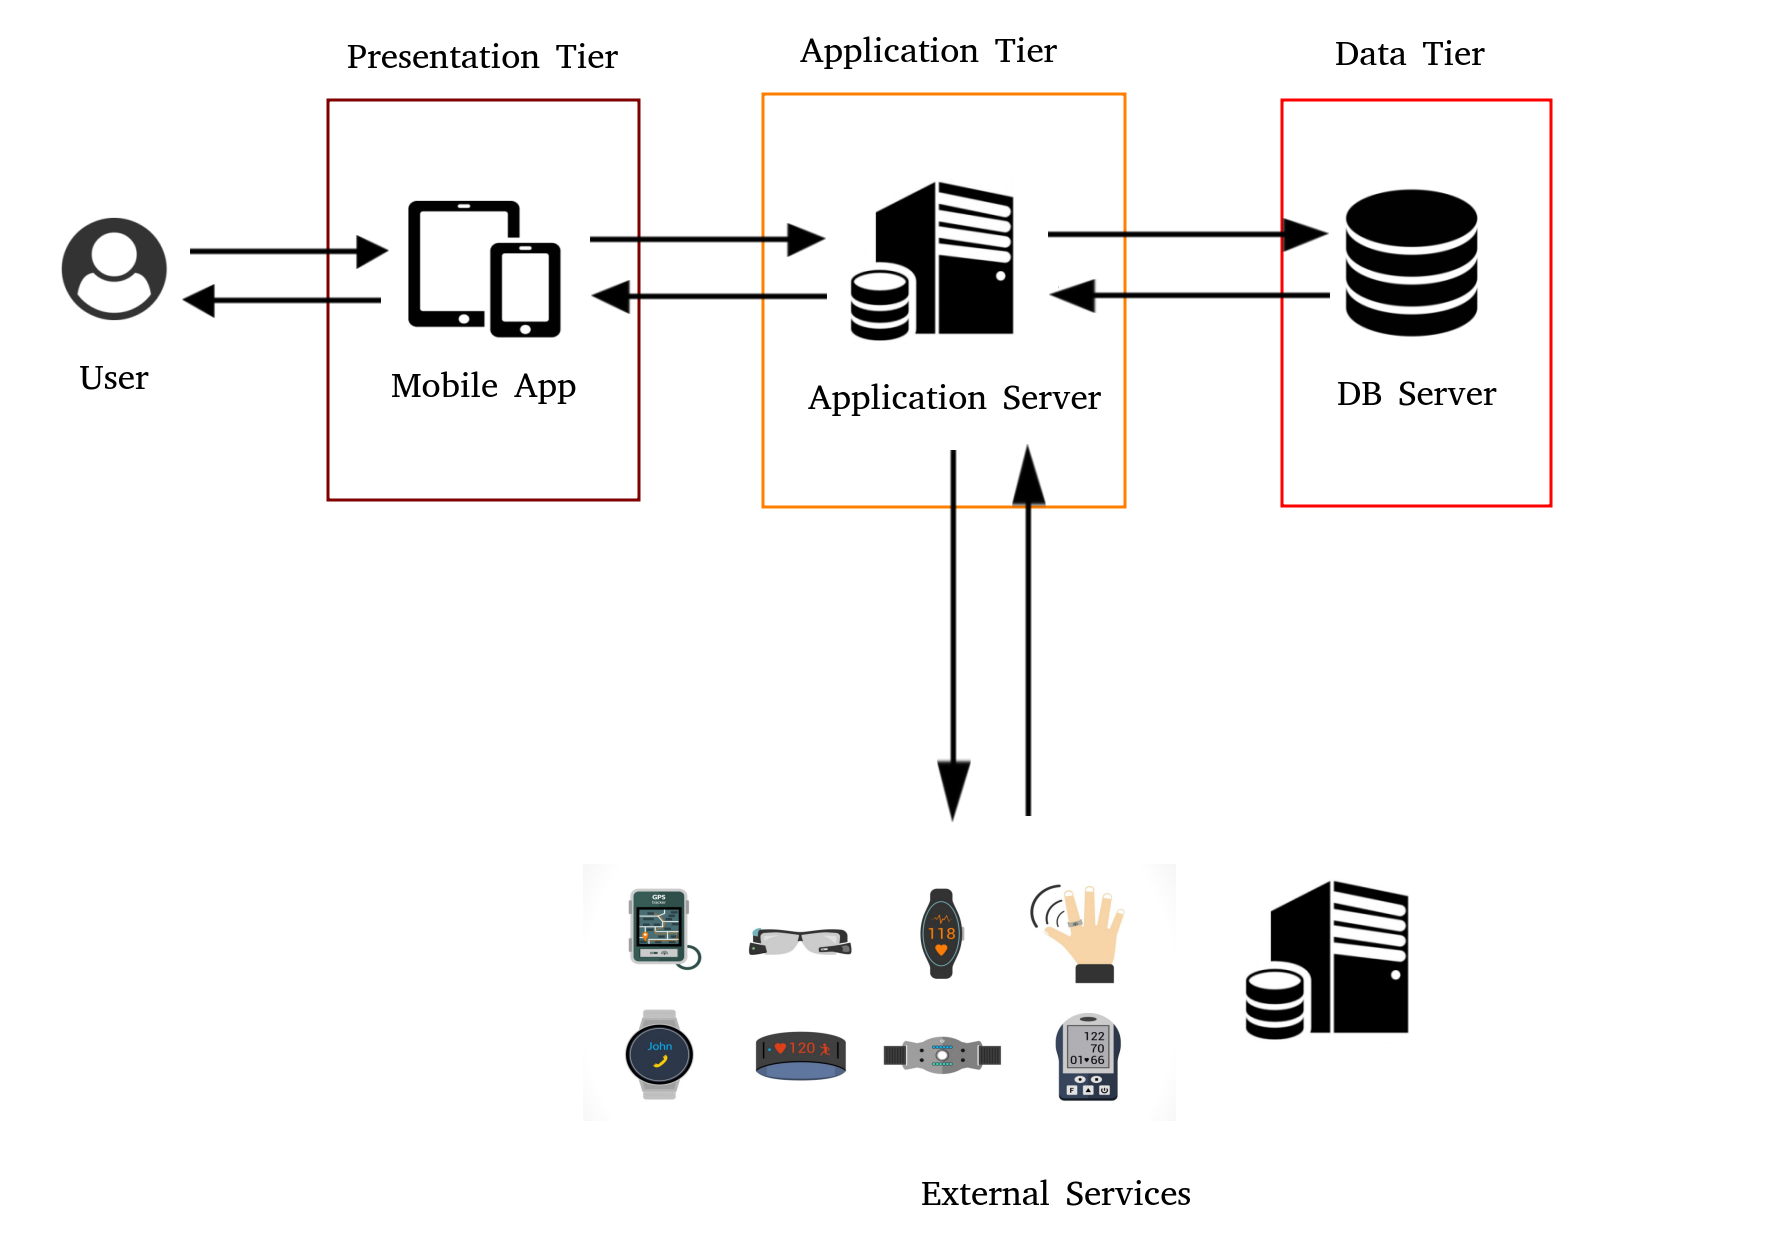 Presentation Tier
Application Tier
Data Tier
User
Mobile App
Application Server
DB Server
GPS
118
John
120
122
70
01♥66
F
External Services